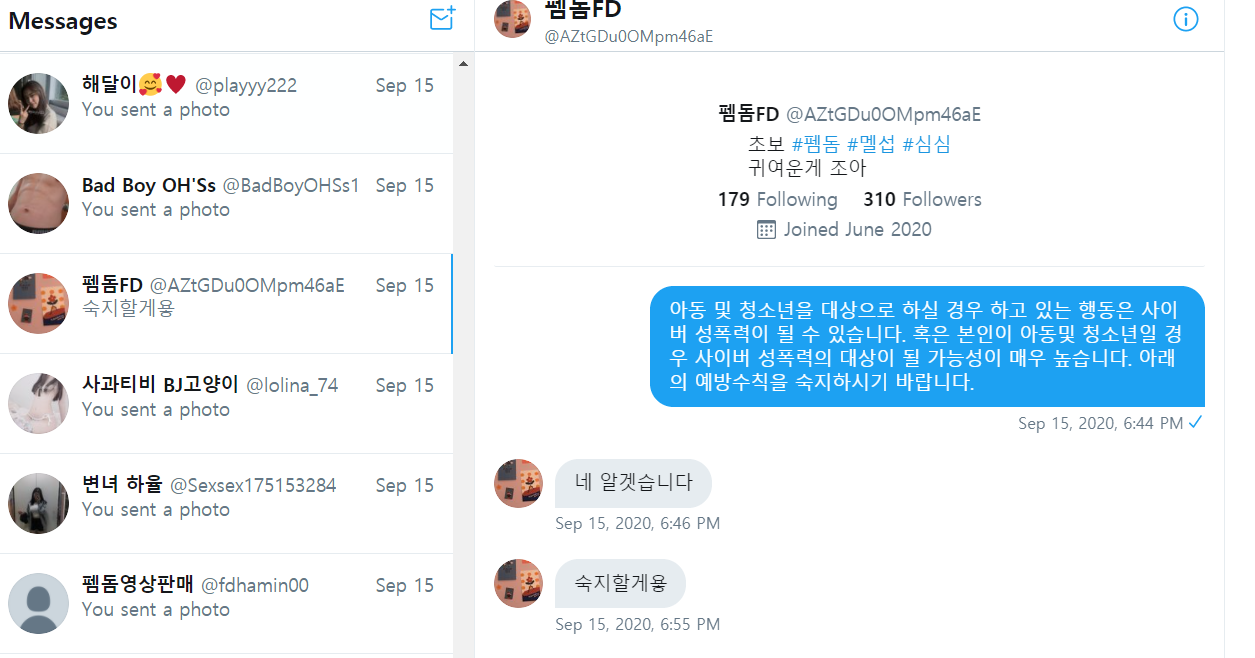 Messages
해달이🥰♥ @playyy222 Sep 15
You sent a photo
Bad Boy OH'Ss @BadBoyOHSs1 Sep 15
You sent a photo
펨돔FD @AZtGDu0OMpm46aE Sep 15
숙지할게용
사과티비 BJ고양이 @lolina_74 Sep 15
You sent a photo
변녀 하율 @Sexsex175153284 Sep 15
You sent a photo
펨돔영상판매 @fdhamin00 Sep 15
You sent a photo
펨돔FD
@AZtGDu0OMpm46aE
펨돔FD @AZtGDu0OMpm46aE
초보 #펨돔 #멜섭 #심심
귀여운게 조아
179 Following 310 Followers
Joined June 2020
아동 및 청소년을 대상으로 하실 경우 하고 있는 행동은 사이
버 성폭력이 될 수 있습니다. 혹은 본인이 아동및 청소년일 경
우 사이버 성폭력의 대상이 될 가능성이 매우 높습니다. 아래
의 예방수칙을 숙지하시기 바랍니다.
Sep 15, 2020, 6:44 PM
네 알겟습니다
Sep 15, 2020, 6:46 PM
숙지할게용
Sep 15, 2020, 6:55 PM